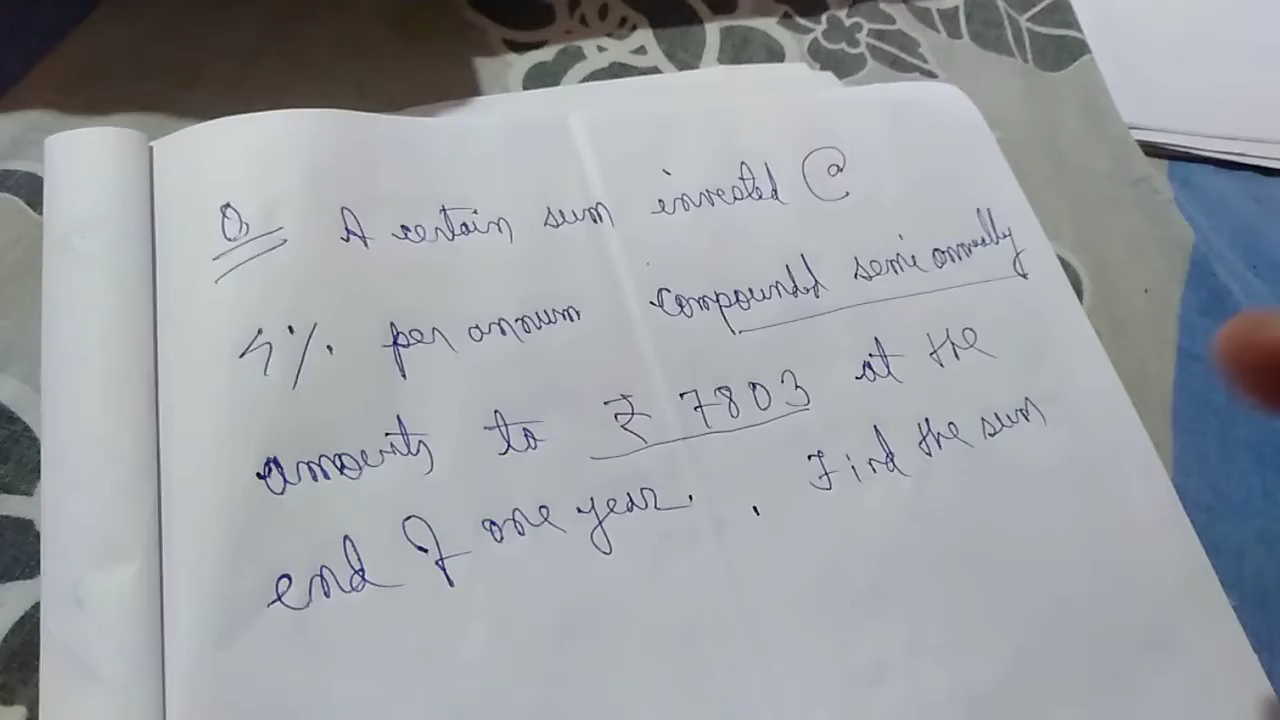 Q. A certain sum invested @
4% per annum compounded semi annually
amounts to ₹ 7803 at the
end of one year. Find the sum